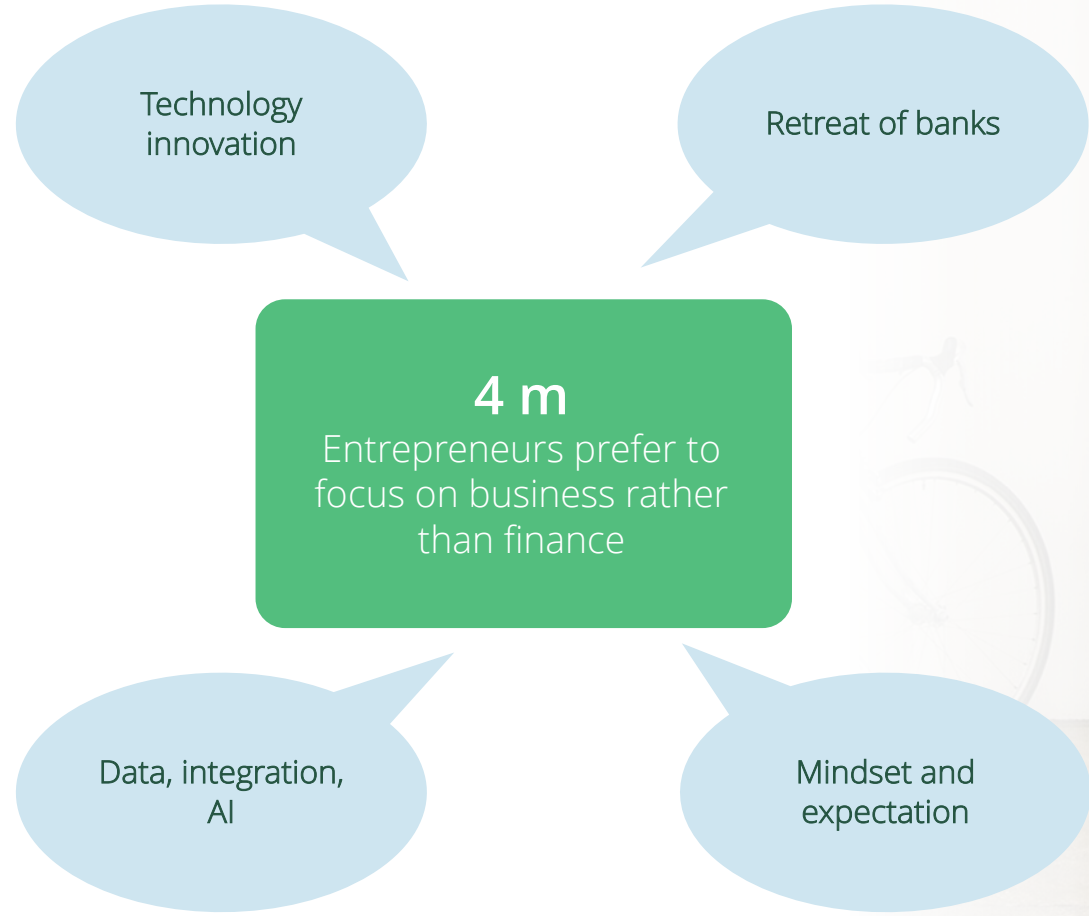 Technology
innovation
Retreat of banks
4 m
Entrepreneurs prefer to
focus on business rather
than finance
Data, integration,
AI
Mindset and
expectation